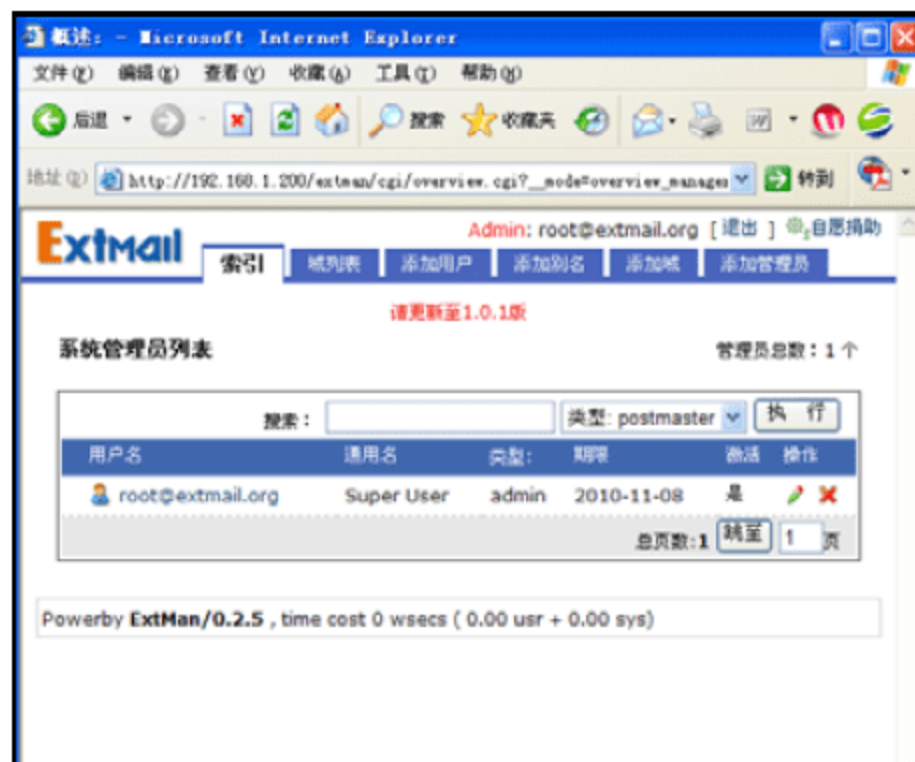 概述: - Microsoft Internet Explorer
文件(F) 编辑(E) 查看(V) 收藏(A) 工具(T) 帮助(H)
后退 搜索 收藏夹
地址(D) http://192.168.1.200/extman/cgi/overview.cgi?__mode=overview_manager 转到
Extmail
Admin: root@extmail.org [ 退出 ] 自愿捐助
索引 域列表 添加用户 添加别名 添加域 添加管理员
请更新至1.0.1版
系统管理员列表 管理员总数：1 个
搜索： 类型: postmaster 执 行
用户名 通用名 类型: 期限 激活 操作
root@extmail.org Super User admin 2010-11-08 是
总页数:1 跳至 1 页
Powerby ExtMan/0.2.5 , time cost 0 wsecs ( 0.00 usr + 0.00 sys)